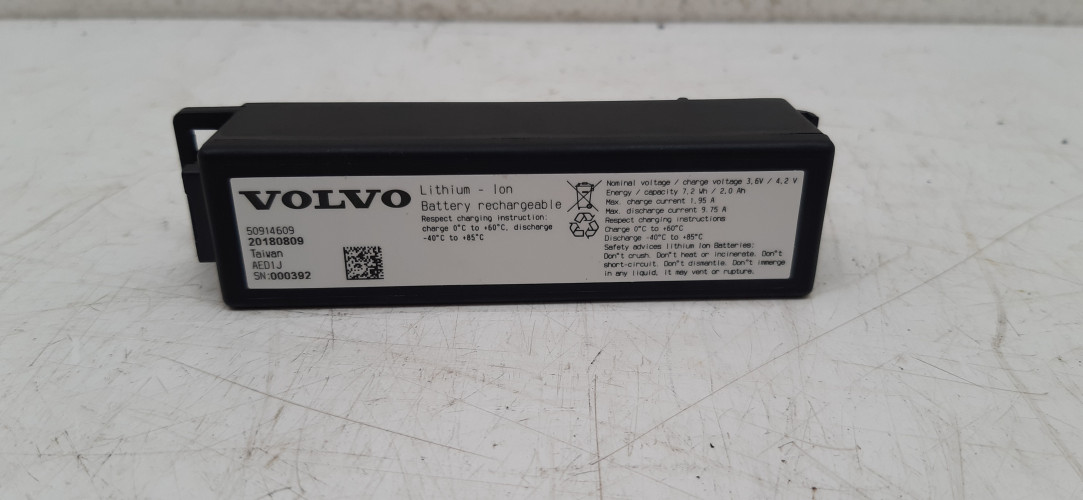 VOLVO
50914609
20180809
Taiwan
AED1J
SN:000392
Lithium - Ion
Battery rechargeable
Respect charging instruction:
charge 0°C to +60°C, discharge
-40°C to +85°C
Nominal voltage / charge voltage 3,6V / 4,2 V
Energy / capacity 7,2 Wh / 2,0 Ah
Max. charge current 1,95 A
Max. discharge current 9.75 A
Respect charging instructions
Charge 0°C to +60°C
Discharge -40°C to +85°C
Safety advices lithium Ion Batteries:
Don"t crush. Don"t heat or incinerate. Don"t
short-circuit. Don"t dismantle. Don"t immerge
in any liquid, it may vent or rupture.